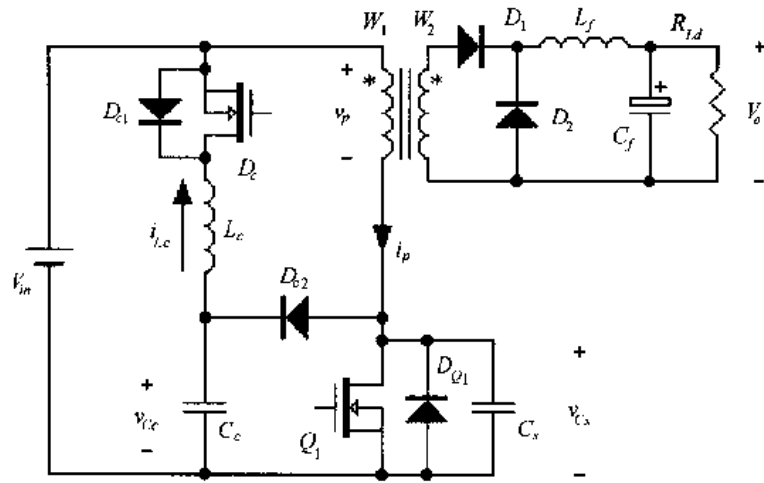 W1 W2 D1 Lf RLd
Dc1
+ * * +
vp D2 Cf Vo
Dc
−
−
iLc Lc ip
Vin
Dc2
+
+ DQ1
vCc Cc Cs vCs
− Q1
−